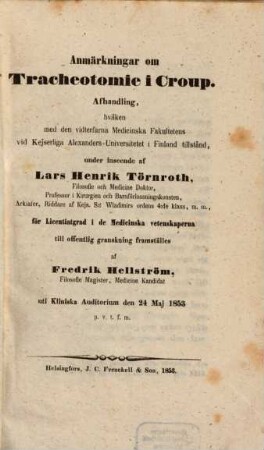 Anmärkningar om
Tracheotomie i Croup.
Afhandling,
hvilken
med den välterfarna Medicinska Fakultetens
vid Kejserliga Alexanders-Universitetet i Finland tillstånd,
under inseende af
Lars Henrik Törnroth,
Filosofie och Medicine Doktor,
Professor i Kirurgien och Barnförlossningskonsten,
Arkiater, Riddare af Kejs. S:t Wladimirs ordens 4:de klass, m. m.,
för Licentiatgrad i de Medicinska vetenskaperna
till offentlig granskning framställes
af
Fredrik Hellström,
Filosofie Magister, Medicine Kandidat
uti Kliniska Auditorium den 24 Maj 1853
p. v. t. f. m.
Helsingfors, J. C. Frenckell & Son, 1853.